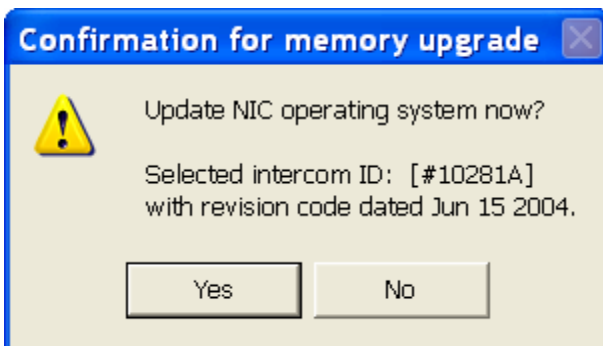 Confirmation for memory upgrade
Update NIC operating system now?
Selected intercom ID: [#10281A]
with revision code dated Jun 15 2004.
Yes
No